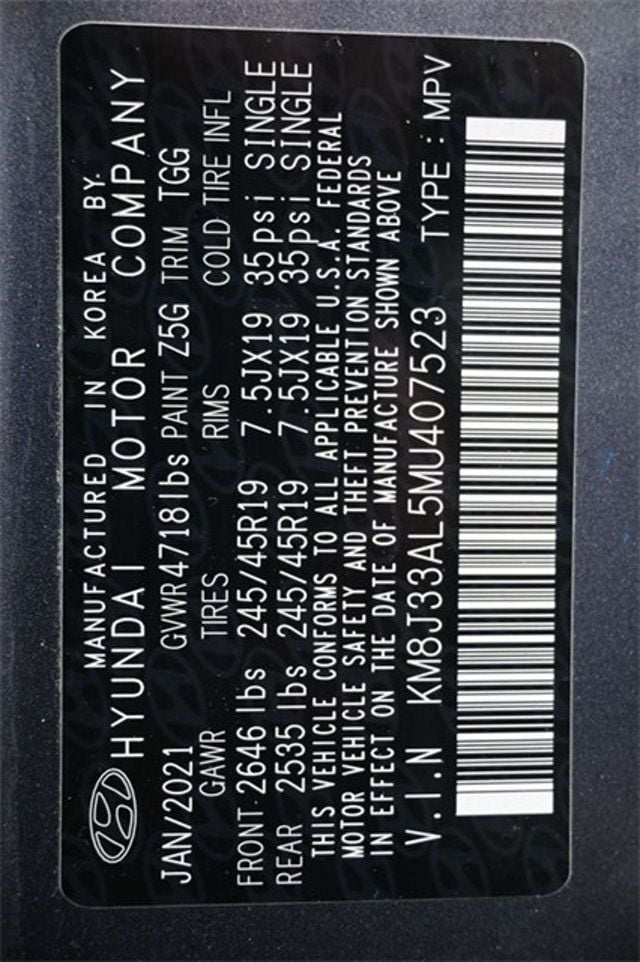 MANUFACTURED IN KOREA BY.
HYUNDAI MOTOR COMPANY
JAN/2021 GVWR4718lbs PAINT Z5G TRIM TGG
GAWR TIRES RIMS COLD TIRE INFL
FRONT 2646 lbs 245/45R19 7.5JX19 35psi SINGLE
REAR 2535 lbs 245/45R19 7.5JX19 35psi SINGLE
THIS VEHICLE CONFORMS TO ALL APPLICABLE U.S.A. FEDERAL
MOTOR VEHICLE SAFETY AND THEFT PREVENTION STANDARDS
IN EFFECT ON THE DATE OF MANUFACTURE SHOWN ABOVE
V.I.N KM8J33AL5MU407523 TYPE : MPV